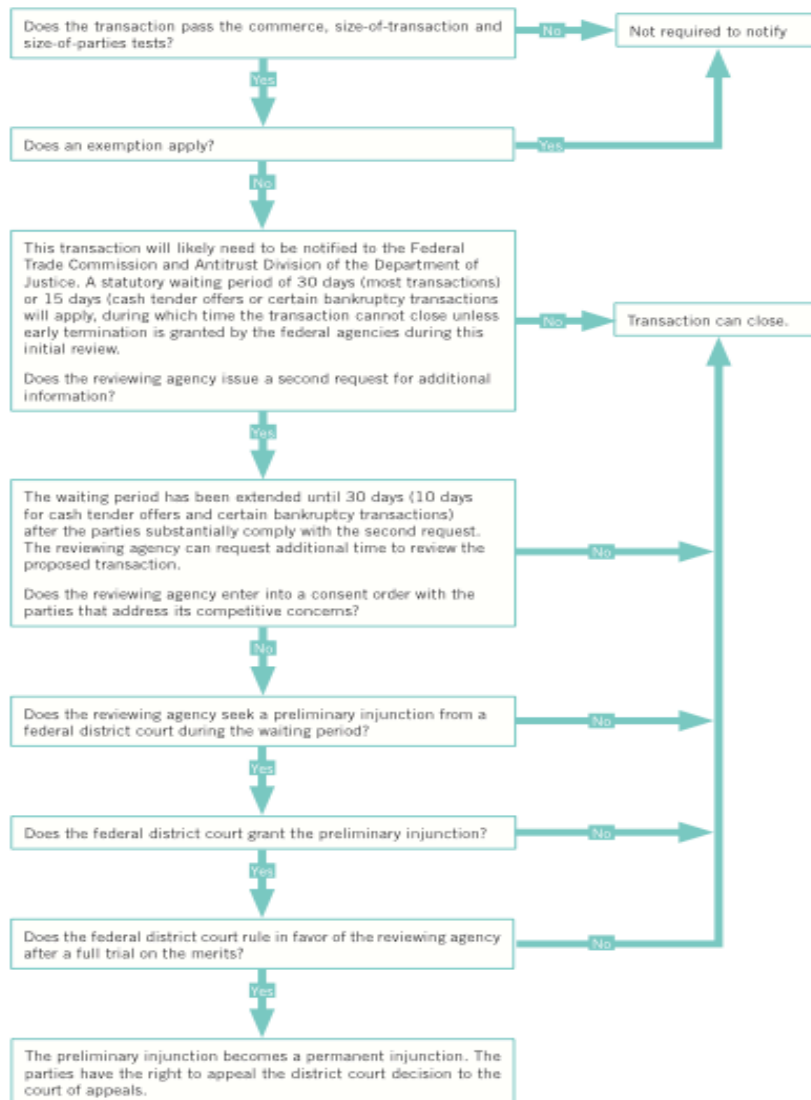 Does the transaction pass the commerce, size-of-transaction and
size-of-parties tests?
No
Not required to notify
Yes
Does an exemption apply?
Yes
No
This transaction will likely need to be notified to the Federal
Trade Commission and Antitrust Division of the Department of
Justice. A statutory waiting period of 30 days (most transactions)
or 15 days (cash tender offers or certain bankruptcy transactions
will apply, during which time the transaction cannot close unless
early termination is granted by the federal agencies during this
initial review.
Does the reviewing agency issue a second request for additional
information?
No
Transaction can close.
Yes
The waiting period has been extended until 30 days (10 days
for cash tender offers and certain bankruptcy transactions)
after the parties substantially comply with the second request.
The reviewing agency can request additional time to review the
proposed transaction.
Does the reviewing agency enter into a consent order with the
parties that address its competitive concerns?
No
No
Does the reviewing agency seek a preliminary injunction from a
federal district court during the waiting period?
No
Yes
Does the federal district court grant the preliminary injunction?
No
Yes
Does the federal district court rule in favor of the reviewing agency
after a full trial on the merits?
No
Yes
The preliminary injunction becomes a permanent injunction. The
parties have the right to appeal the district court decision to the
court of appeals.